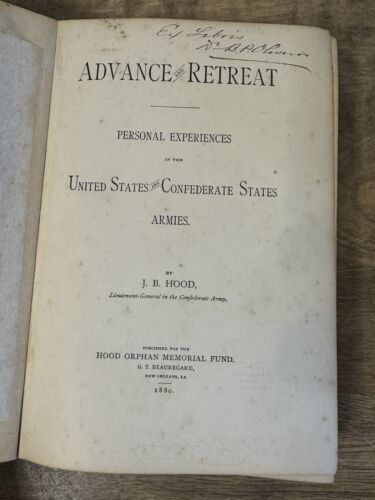 Ex Libris
Dr B P
ADVANCE AND RETREAT
PERSONAL EXPERIENCES
IN THE
UNITED STATES AND CONFEDERATE STATES
ARMIES.
BY
J. B. HOOD,
Lieutenant-General in the Confederate Army.
PUBLISHED FOR THE
HOOD ORPHAN MEMORIAL FUND,
G. T. BEAUREGARD,
NEW ORLEANS, LA
1880.